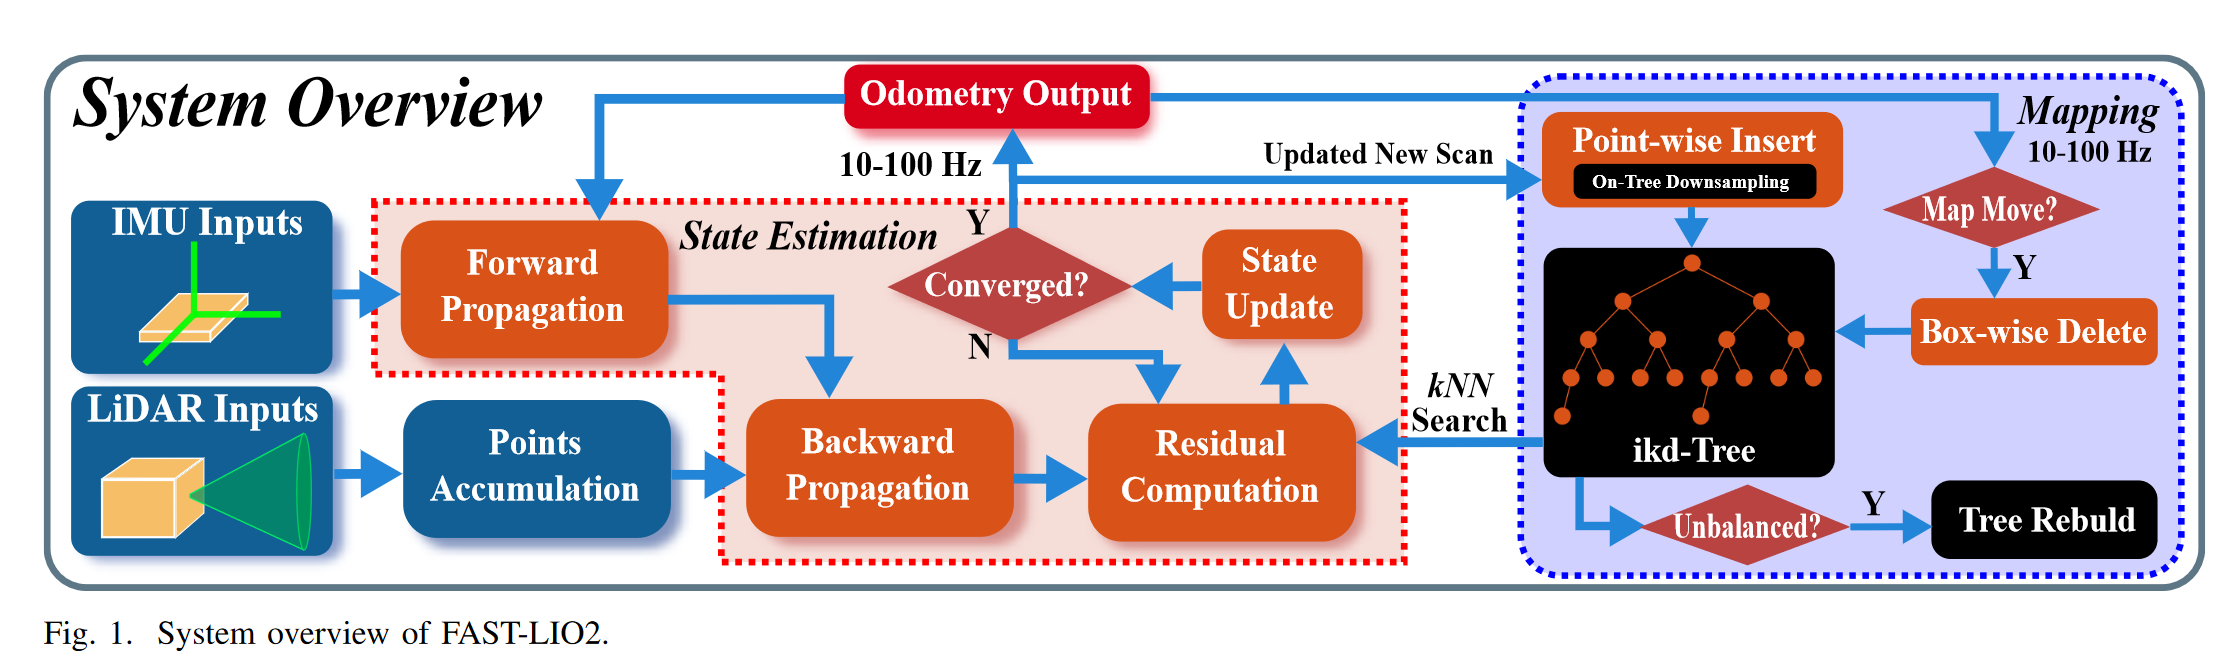 System Overview
Odometry Output
10-100 Hz
Updated New Scan
Mapping
10-100 Hz
Point-wise Insert
On-Tree Downsampling
Map Move?
Y
Box-wise Delete
IMU Inputs
Forward
Propagation
State Estimation
Y
Converged?
N
State
Update
kNN
Search
ikd-Tree
LiDAR Inputs
Points
Accumulation
Backward
Propagation
Residual
Computation
Unbalanced?
Y
Tree Rebuld
Fig. 1. System overview of FAST-LIO2.